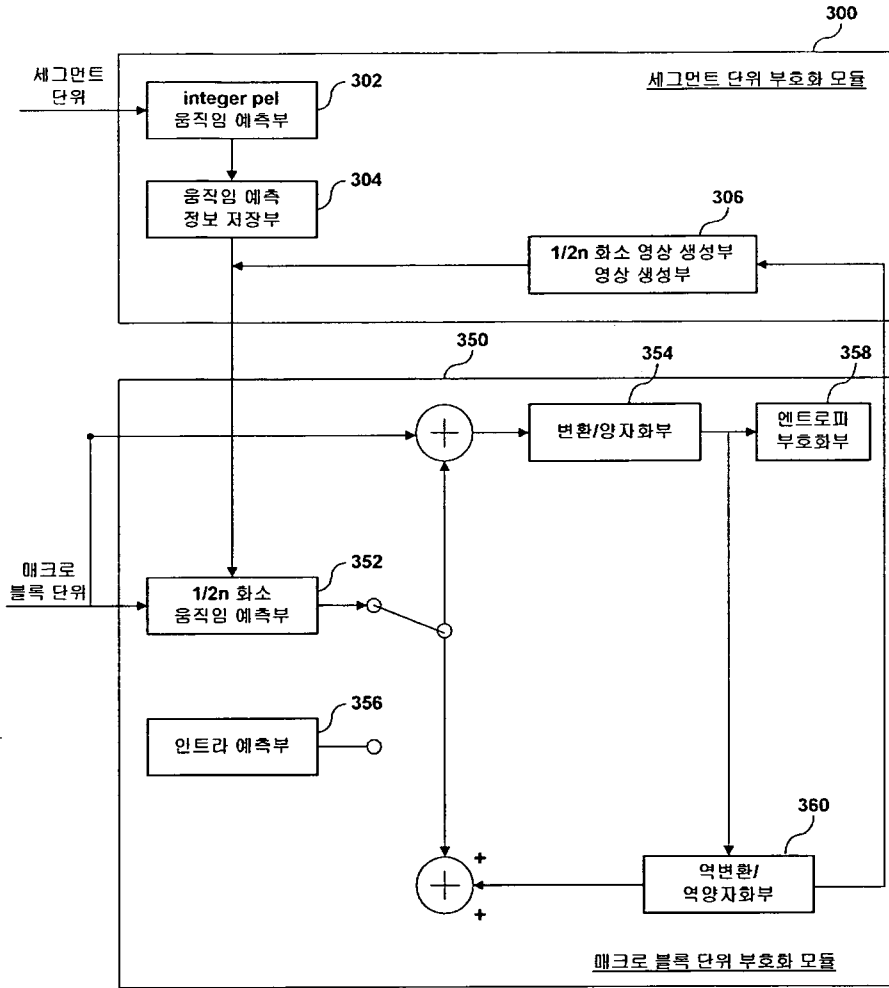 300
세그먼트
단위
세그먼트 단위 부호화 모듈
302
integer pel
움직임 예측부
304
움직임 예측
정보 저장부
306
1/2n 화소 영상 생성부
영상 생성부
350
354
358
변환/양자화부
엔트로피
부호화부
매크로
블록 단위
352
1/2n 화소
움직임 예측부
356
인트라 예측부
360
역변환/
역양자화부
+
+
매크로 블록 단위 부호화 모듈